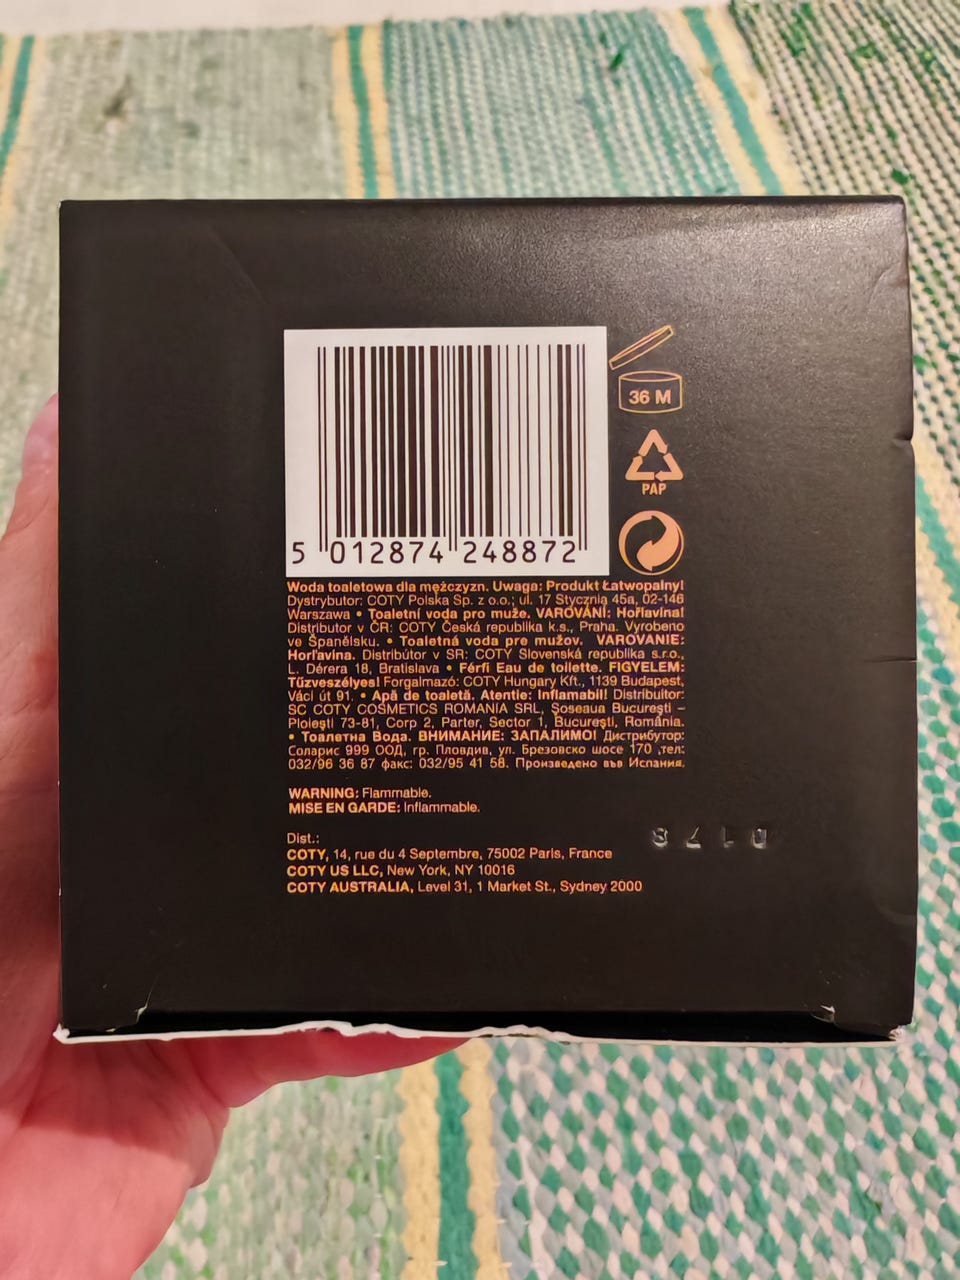 5 012874 248872
36 M
PAP
Woda toaletowa dla mężczyzn. Uwaga: Produkt Łatwopalny!
Dystrybutor: COTY Polska Sp. z o.o.; ul. 17 Stycznia 45a, 02-146
Warszawa • Toaletní voda pro muže. VAROVÁNÍ: Hořlavina!
Distributor v ČR: COTY Česká republika k.s., Praha. Vyrobeno
ve Španělsku. • Toaletná voda pre mužov. VAROVANIE:
Horľavina. Distribútor v SR: COTY Slovenská republika s.r.o.,
L. Dérera 18, Bratislava • Férfi Eau de toilette. FIGYELEM:
Tűzveszélyes! Forgalmazó: COTY Hungary Kft., 1139 Budapest,
Váci út 91. • Apă de toaletă. Atentie: Inflamabil! Distribuitor:
SC COTY COSMETICS ROMANIA SRL, Şoseaua Bucureşti –
Ploieşti 73-81, Corp 2, Parter, Sector 1, Bucureşti, România.
• Тоалетна Вода. ВНИМАНИЕ: ЗАПАЛИМО! Дистрибутор:
Соларис 999 ООД, гр. Пловдив, ул. Брезовско шосе 170 ,тел:
032/96 36 87 факс: 032/95 41 58. Произведено във Испания.
WARNING: Flammable.
MISE EN GARDE: Inflammable.
Dist.:
COTY, 14, rue du 4 Septembre, 75002 Paris, France
COTY US LLC, New York, NY 10016
COTY AUSTRALIA, Level 31, 1 Market St., Sydney 2000